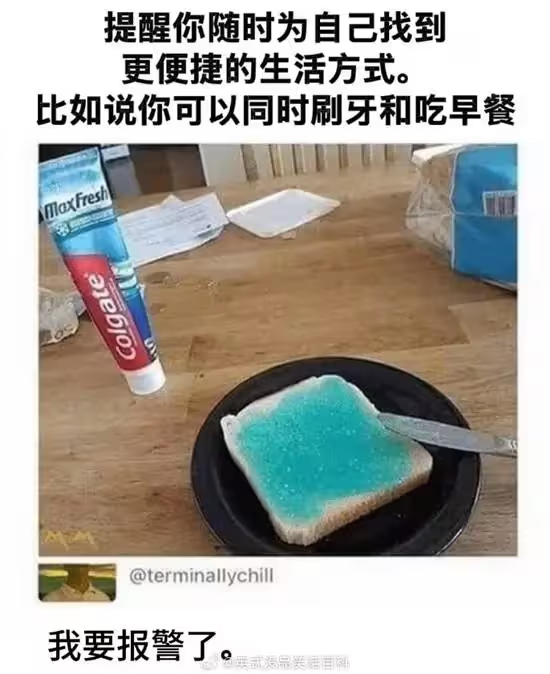 提醒你随时为自己找到
更便捷的生活方式。
比如说你可以同时刷牙和吃早餐
MaxFresh
Colgate
@terminallychill
我要报警了。